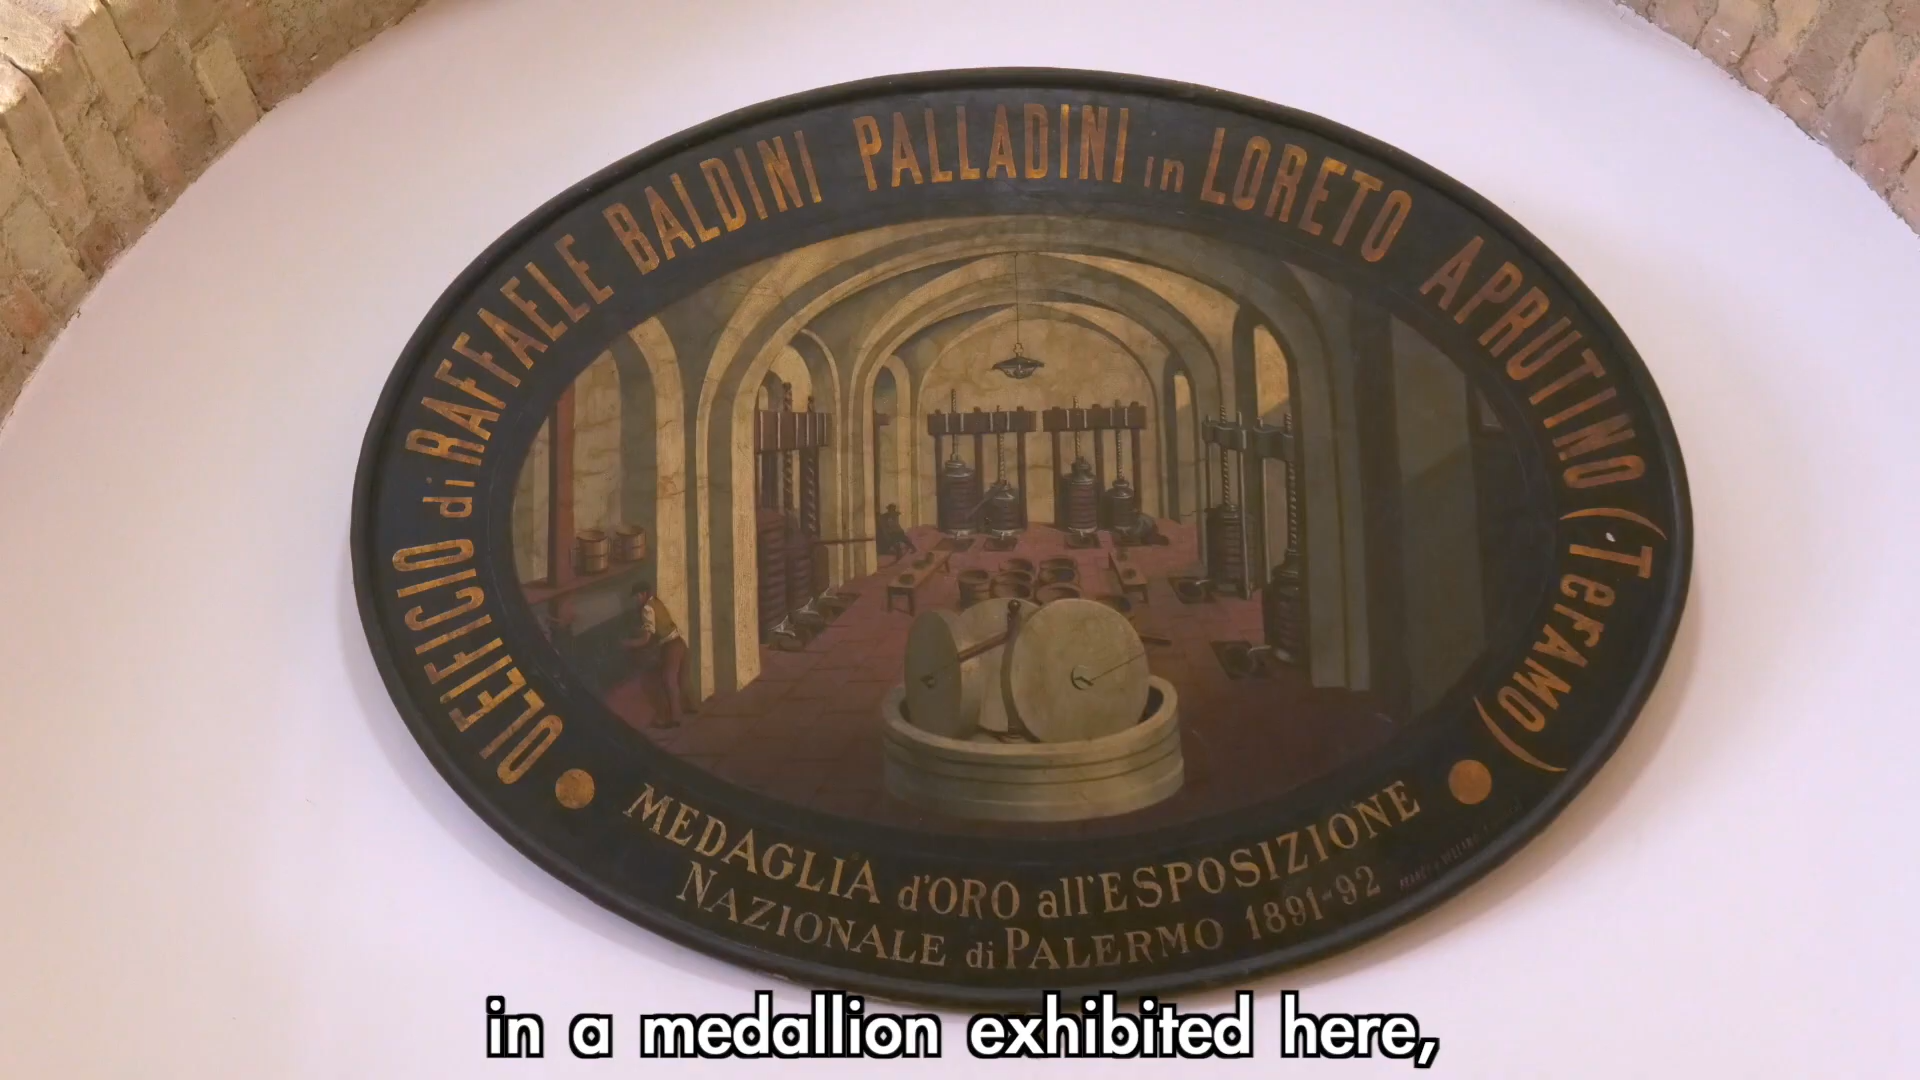 OLEIFICIO di RAFFAELE BALDINI PALLADINI in LORETO APRUTINO (TERAMO)
MEDAGLIA d'ORO all'ESPOSIZIONE
NAZIONALE di PALERMO 1891-92
in a medallion exhibited here,